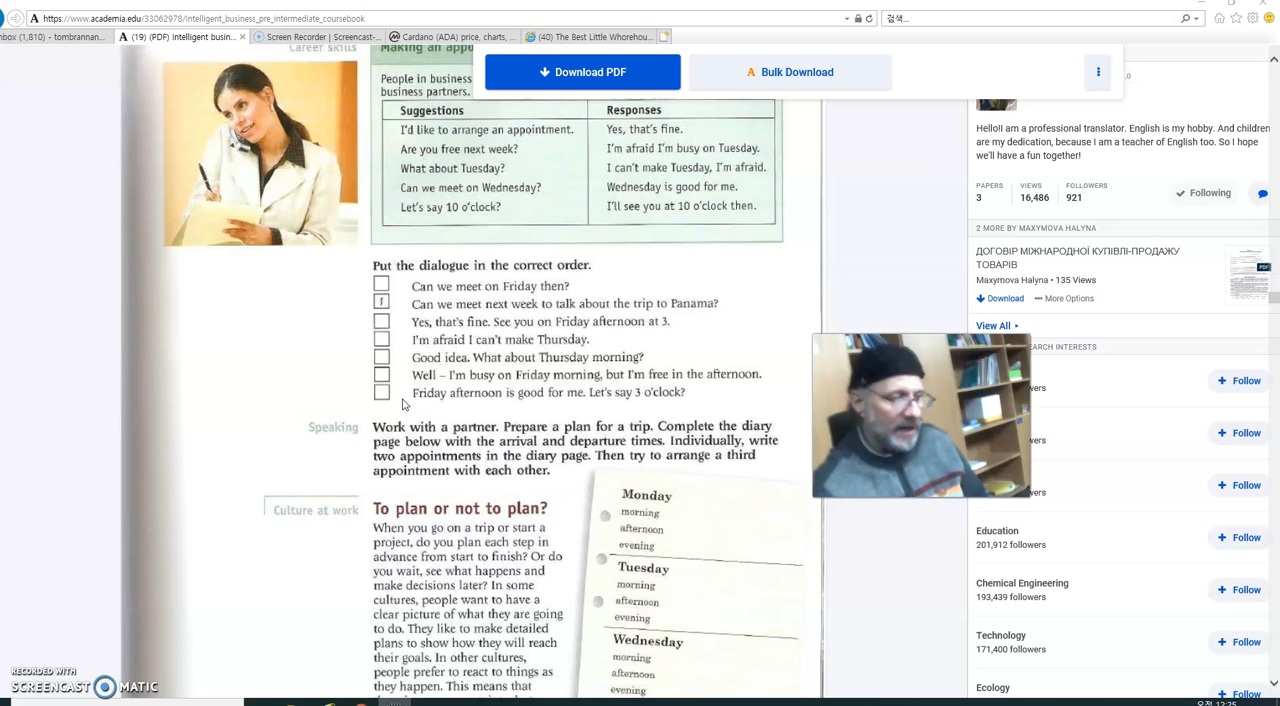 https://www.academia.edu/33062978/Intelligent_business_pre_intermediate_coursebook
검색...
nbox (1,810) - tombrannan...
(19) (PDF) Intelligent busi...
Screen Recorder | Screencast-...
Cardano (ADA) price, charts, ...
(40) The Best Little Whorehou...
Career skills
Making an appo
Download PDF
Bulk Download
People in business
business partners.
Suggestions Responses
I'd like to arrange an appointment. Yes, that's fine.
Are you free next week? I'm afraid I'm busy on Tuesday.
What about Tuesday? I can't make Tuesday, I'm afraid.
Can we meet on Wednesday? Wednesday is good for me.
Let's say 10 o'clock? I'll see you at 10 o'clock then.
Put the dialogue in the correct order.
Can we meet on Friday then?
1 Can we meet next week to talk about the trip to Panama?
Yes, that's fine. See you on Friday afternoon at 3.
I'm afraid I can't make Thursday.
Good idea. What about Thursday morning?
Well – I'm busy on Friday morning, but I'm free in the afternoon.
Friday afternoon is good for me. Let's say 3 o'clock?
Speaking
Work with a partner. Prepare a plan for a trip. Complete the diary
page below with the arrival and departure times. Individually, write
two appointments in the diary page. Then try to arrange a third
appointment with each other.
Culture at work
To plan or not to plan?
When you go on a trip or start a
project, do you plan each step in
advance from start to finish? Or do
you wait, see what happens and
make decisions later? In some
cultures, people want to have a
clear picture of what they are going
to do. They like to make detailed
plans to show how they will reach
their goals. In other cultures,
people prefer to react to things as
they happen. This means that
Monday
morning
afternoon
evening
Tuesday
morning
afternoon
evening
Wednesday
morning
afternoon
evening
.0
Hello!I am a professional translator. English is my hobby. And children
are my dedication, because I am a teacher of English too. So I hope
we'll have a fun together!
PAPERS VIEWS FOLLOWERS
3 16,486 921
Following
2 MORE BY MAXYMOVA HALYNA
ДОГОВІР МІЖНАРОДНОЇ КУПІВЛІ-ПРОДАЖУ
ТОВАРІВ
Maxymova Halyna • 135 Views
Download ••• More Options
PDF
View All
EARCH INTERESTS
Follow
wers
Follow
wers
Follow
wers
Education
201,912 followers
Follow
Chemical Engineering
193,439 followers
Follow
Technology
171,400 followers
Follow
Ecology
Follow
RECORDED WITH
SCREENCAST MATIC
오전 12:25